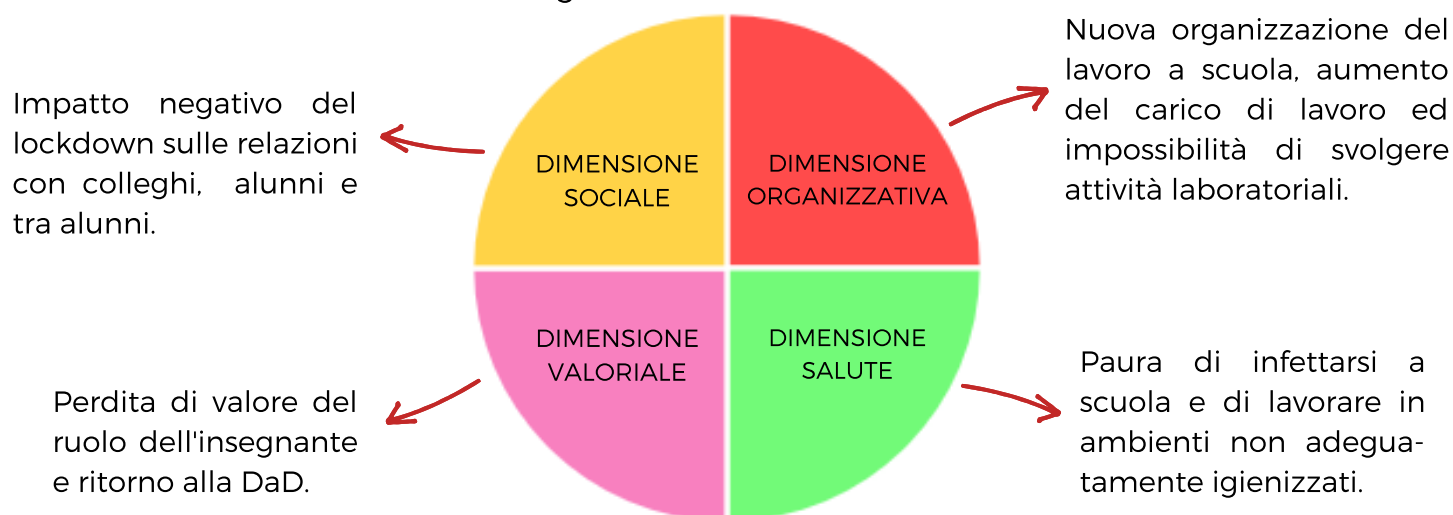 Impatto negativo del
lockdown sulle relazioni
con colleghi, alunni e
tra alunni.
DIMENSIONE
SOCIALE
DIMENSIONE
ORGANIZZATIVA
Nuova organizzazione del
lavoro a scuola, aumento
del carico di lavoro ed
impossibilità di svolgere
attività laboratoriali.
Perdita di valore del
ruolo dell'insegnante
e ritorno alla DaD.
DIMENSIONE
VALORIALE
DIMENSIONE
SALUTE
Paura di infettarsi a
scuola e di lavorare in
ambienti non adegua-
tamente igienizzati.